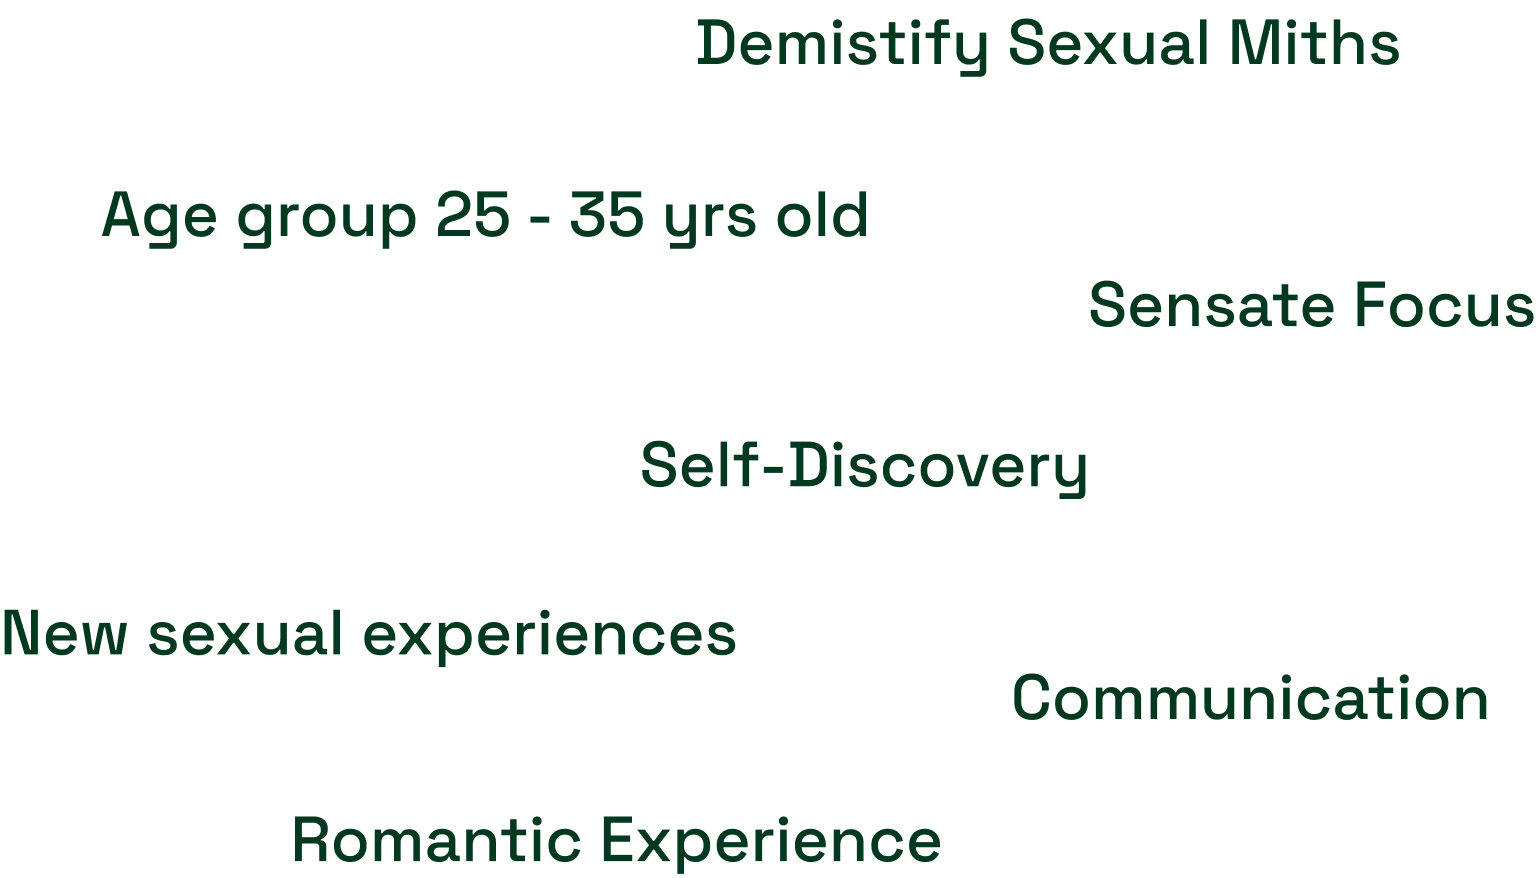 Demistify Sexual Miths
Age group 25 - 35 yrs old
Sensate Focus
Self-Discovery
New sexual experiences
Communication
Romantic Experience